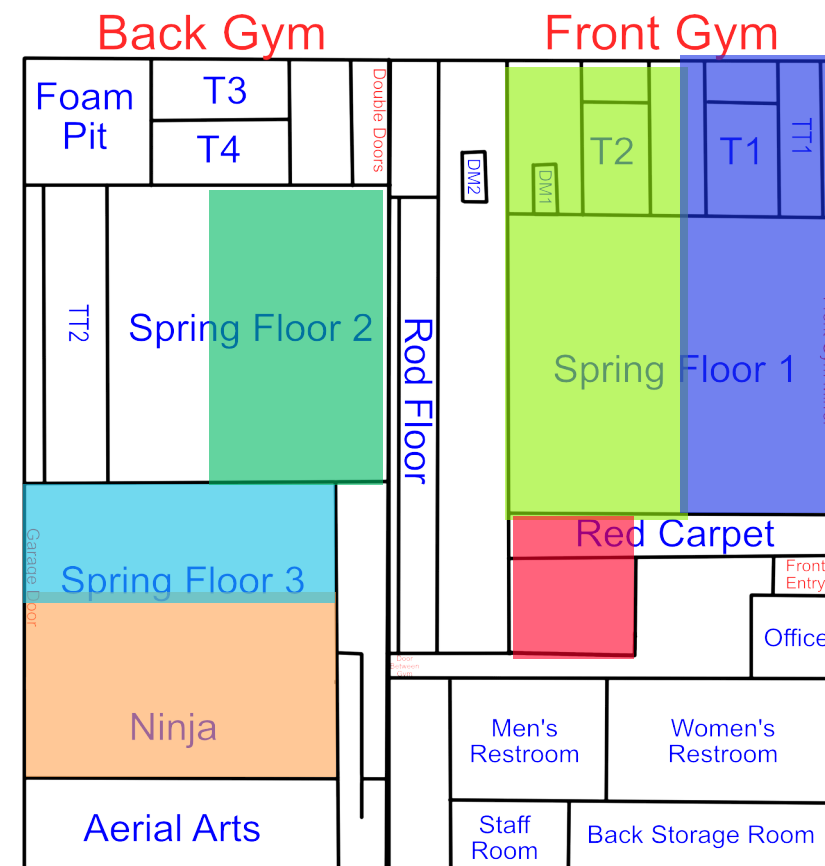 Back Gym
Front Gym
Foam
Pit
T3
T4
Double Doors
DM2
DM1
T2
T1
TT1
TT2
Spring Floor 2
Rod Floor
Spring Floor 1
Red Carpet
Garage Door
Spring Floor 3
Front
Entry
Office
Door
Between
Gym
Ninja
Men's
Restroom
Women's
Restroom
Aerial Arts
Staff
Room
Back Storage Room